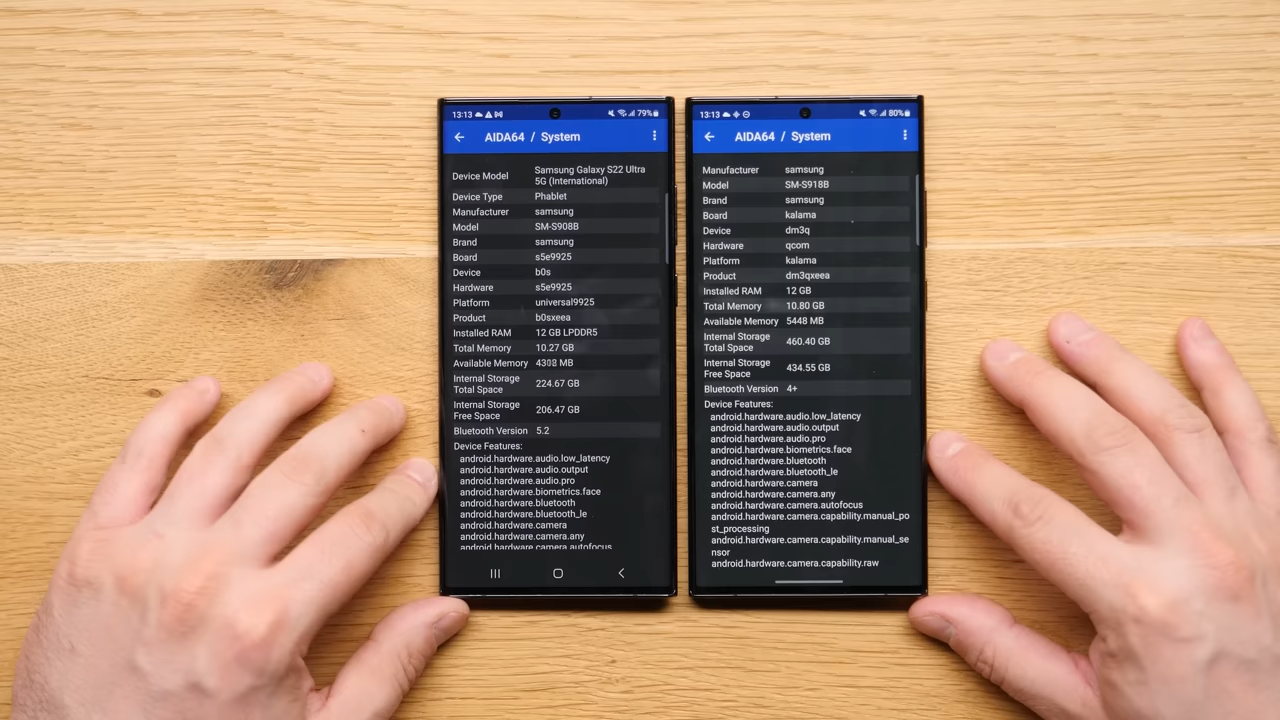 13:13 79%
AIDA64 / System
Device Model Samsung Galaxy S22 Ultra
5G (International)
Device Type Phablet
Manufacturer samsung
Model SM-S908B
Brand samsung
Board s5e9925
Device b0s
Hardware s5e9925
Platform universal9925
Product b0sxeea
Installed RAM 12 GB LPDDR5
Total Memory 10.27 GB
Available Memory MB
Internal Storage
Total Space 224.67 GB
Internal Storage
Free Space 206.47 GB
Bluetooth Version 5.2
Device Features:
android.hardware.audio.low_latency
android.hardware.audio.output
android.hardware.audio.pro
android.hardware.biometrics.face
android.hardware.bluetooth
android.hardware.bluetooth_le
android.hardware.camera
android.hardware.camera.any
android.hardware.camera.autofocus
13:13 80%
AIDA64 / System
Manufacturer samsung
Model SM-S918B
Brand samsung
Board kalama
Device dm3q
Hardware qcom
Platform kalama
Product dm3qxeea
Installed RAM 12 GB
Total Memory 10.80 GB
Available Memory 5448 MB
Internal Storage
Total Space 460.40 GB
Internal Storage
Free Space 434.55 GB
Bluetooth Version 4+
Device Features:
android.hardware.audio.low_latency
android.hardware.audio.output
android.hardware.audio.pro
android.hardware.biometrics.face
android.hardware.bluetooth
android.hardware.bluetooth_le
android.hardware.camera
android.hardware.camera.any
android.hardware.camera.autofocus
android.hardware.camera.capability.manual_po
st_processing
android.hardware.camera.capability.manual_se
nsor
android.hardware.camera.capability.raw